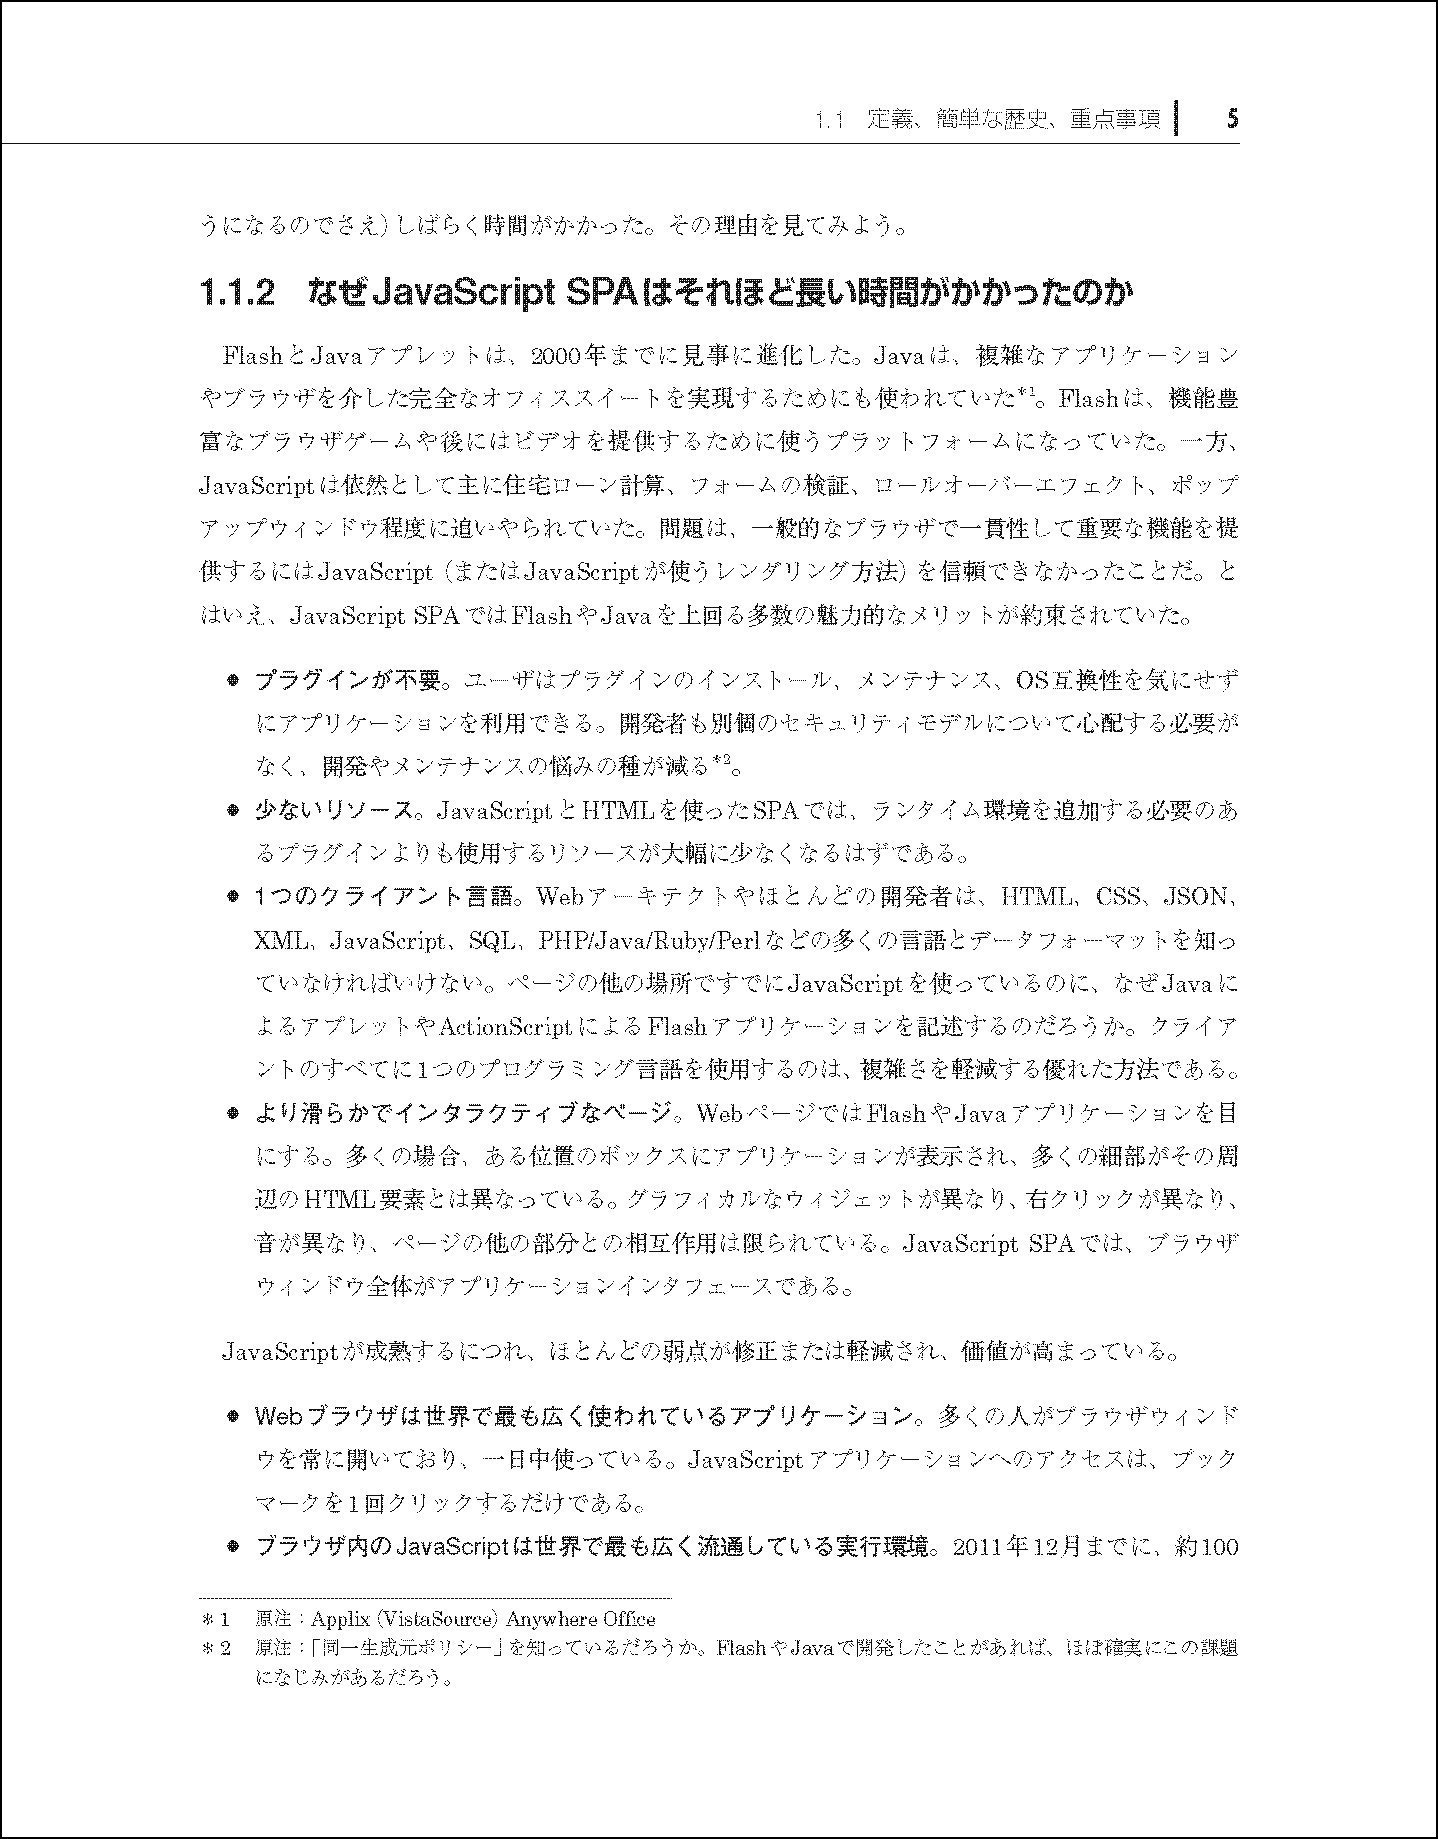 1.1 定義、簡単な歴史、重点事項 5
うになるのでさえ）しばらく時間がかかった。その理由を見てみよう。
1.1.2 なぜJavaScript SPAはそれほど長い時間がかかったのか
FlashとJavaアプレットは、2000年までに見事に進化した。Javaは、複雑なアプリケーション
やブラウザを介した完全なオフィススイートを実現するためにも使われていた*1。Flashは、機能豊
富なブラウザゲームや後にはビデオを提供するために使うプラットフォームになっていた。一方、
JavaScriptは依然として主に住宅ローン計算、フォームの検証、ロールオーバーエフェクト、ポップ
アップウィンドウ程度に追いやられていた。問題は、一般的なブラウザで一貫性して重要な機能を提
供するにはJavaScript（またはJavaScriptが使うレンダリング方法）を信頼できなかったことだ。と
はいえ、JavaScript SPAではFlashやJavaを上回る多数の魅力的なメリットが約束されていた。
● プラグインが不要。ユーザはプラグインのインストール、メンテナンス、OS互換性を気にせず
にアプリケーションを利用できる。開発者も別個のセキュリティモデルについて心配する必要が
なく、開発やメンテナンスの悩みの種が減る*2。
● 少ないリソース。JavaScriptとHTMLを使ったSPAでは、ランタイム環境を追加する必要のあ
るプラグインよりも使用するリソースが大幅に少なくなるはずである。
● 1つのクライアント言語。Webアーキテクトやほとんどの開発者は、HTML、CSS、JSON、
XML、JavaScript、SQL、PHP/Java/Ruby/Perlなどの多くの言語とデータフォーマットを知っ
ていなければいけない。ページの他の場所ですでにJavaScriptを使っているのに、なぜJavaに
よるアプレットやActionScriptによるFlashアプリケーションを記述するのだろうか。クライア
ントのすべてに1つのプログラミング言語を使用するのは、複雑さを軽減する優れた方法である。
● より滑らかでインタラクティブなページ。WebページではFlashやJavaアプリケーションを目
にする。多くの場合、ある位置のボックスにアプリケーションが表示され、多くの細部がその周
辺のHTML要素とは異なっている。グラフィカルなウィジェットが異なり、右クリックが異なり、
音が異なり、ページの他の部分との相互作用は限られている。JavaScript SPAでは、ブラウザ
ウィンドウ全体がアプリケーションインタフェースである。
JavaScriptが成熟するにつれ、ほとんどの弱点が修正または軽減され、価値が高まっている。
● Webブラウザは世界で最も広く使われているアプリケーション。多くの人がブラウザウィンド
ウを常に開いており、一日中使っている。JavaScriptアプリケーションへのアクセスは、ブック
マークを1回クリックするだけである。
● ブラウザ内のJavaScriptは世界で最も広く流通している実行環境。2011年12月までに、約100
＊1 原注：Applix（VistaSource）Anywhere Office
＊2 原注：「同一生成元ポリシー」を知っているだろうか。FlashやJavaで開発したことがあれば、ほぼ確実にこの課題
になじみがあるだろう。